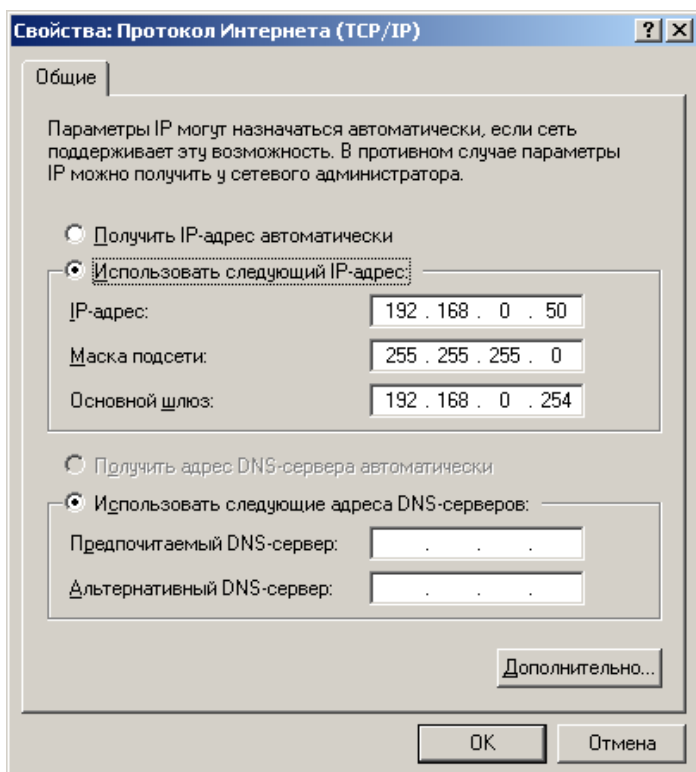 Свойства: Протокол Интернета (TCP/IP)
Общие
Параметры IP могут назначаться автоматически, если сеть
поддерживает эту возможность. В противном случае параметры
IP можно получить у сетевого администратора.
Получить IP-адрес автоматически
Использовать следующий IP-адрес:
IP-адрес: 192 . 168 . 0 . 50
Маска подсети: 255 . 255 . 255 . 0
Основной шлюз: 192 . 168 . 0 . 254
Получить адрес DNS-сервера автоматически
Использовать следующие адреса DNS-серверов:
Предпочитаемый DNS-сервер: . . .
Альтернативный DNS-сервер: . . .
Дополнительно...
OK Отмена